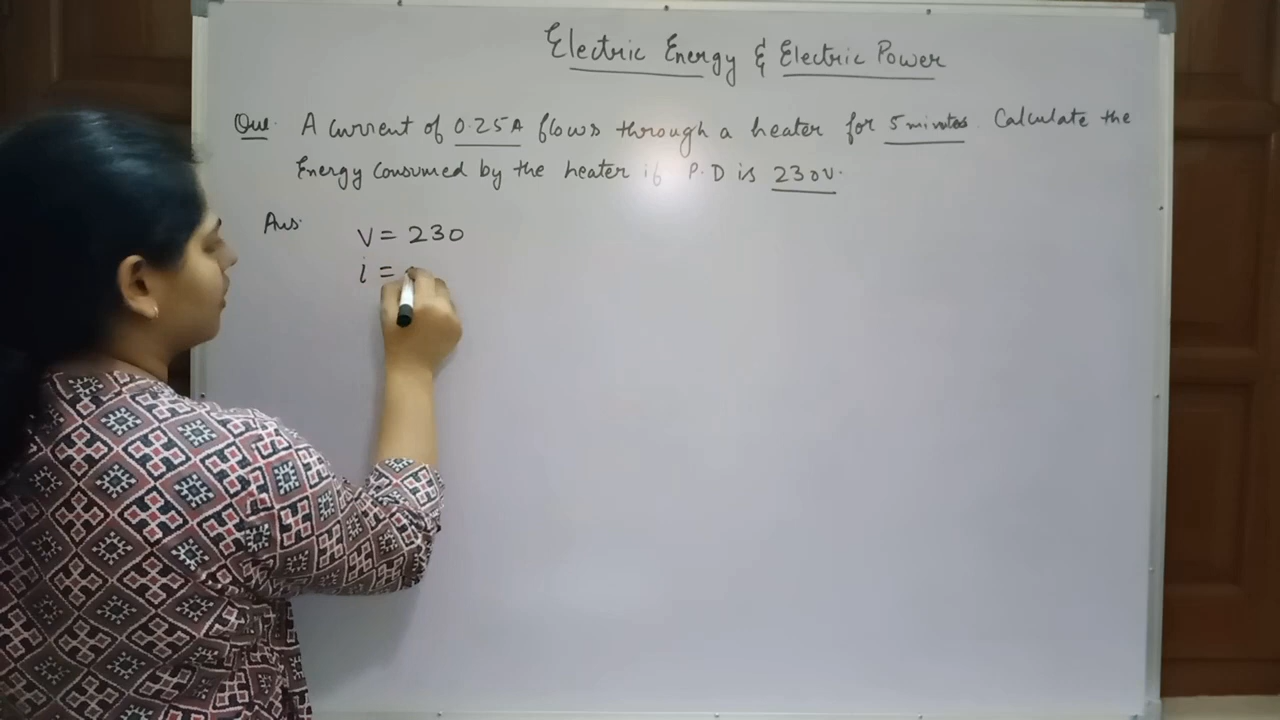 Electric Energy & Electric Power
Que. A current of 0.25A flows through a heater for 5 minutes. Calculate the
Energy Consumed by the heater if P.D is 230V.
Ans.
V = 230
i =